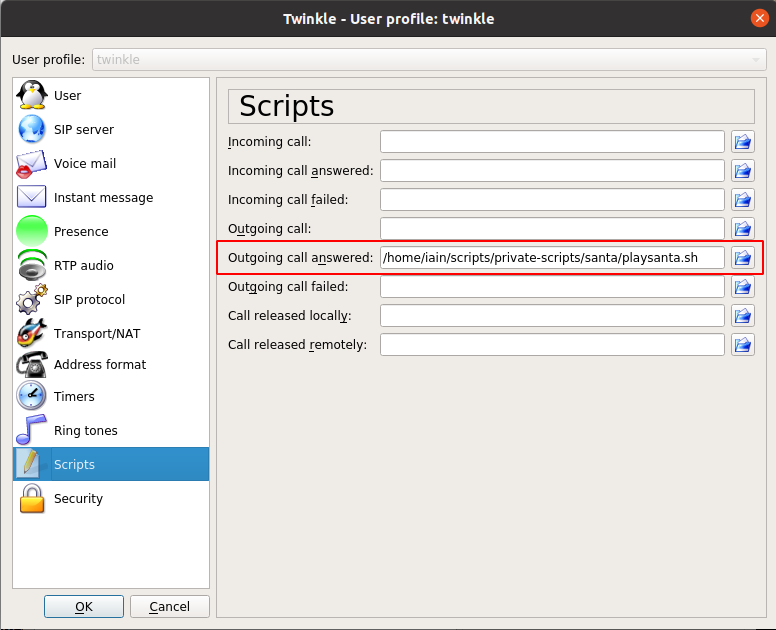 Twinkle - User profile: twinkle
User profile: twinkle
User
SIP server
Voice mail
Instant message
Presence
RTP audio
SIP protocol
Transport/NAT
Address format
Timers
Ring tones
Scripts
Security
Scripts
Incoming call:
Incoming call answered:
Incoming call failed:
Outgoing call:
Outgoing call answered: /home/iain/scripts/private-scripts/santa/playsanta.sh
Outgoing call failed:
Call released locally:
Call released remotely:
OK Cancel